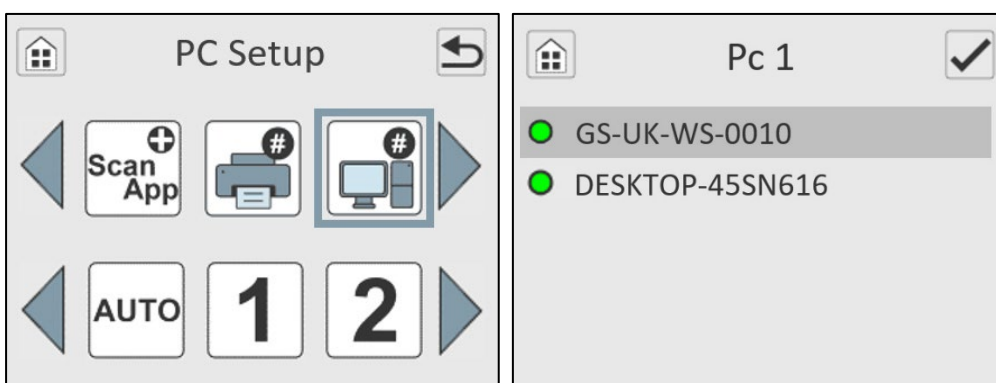 PC Setup
Scan
App
#
#
AUTO
1
2
Pc 1
GS-UK-WS-0010
DESKTOP-45SN616